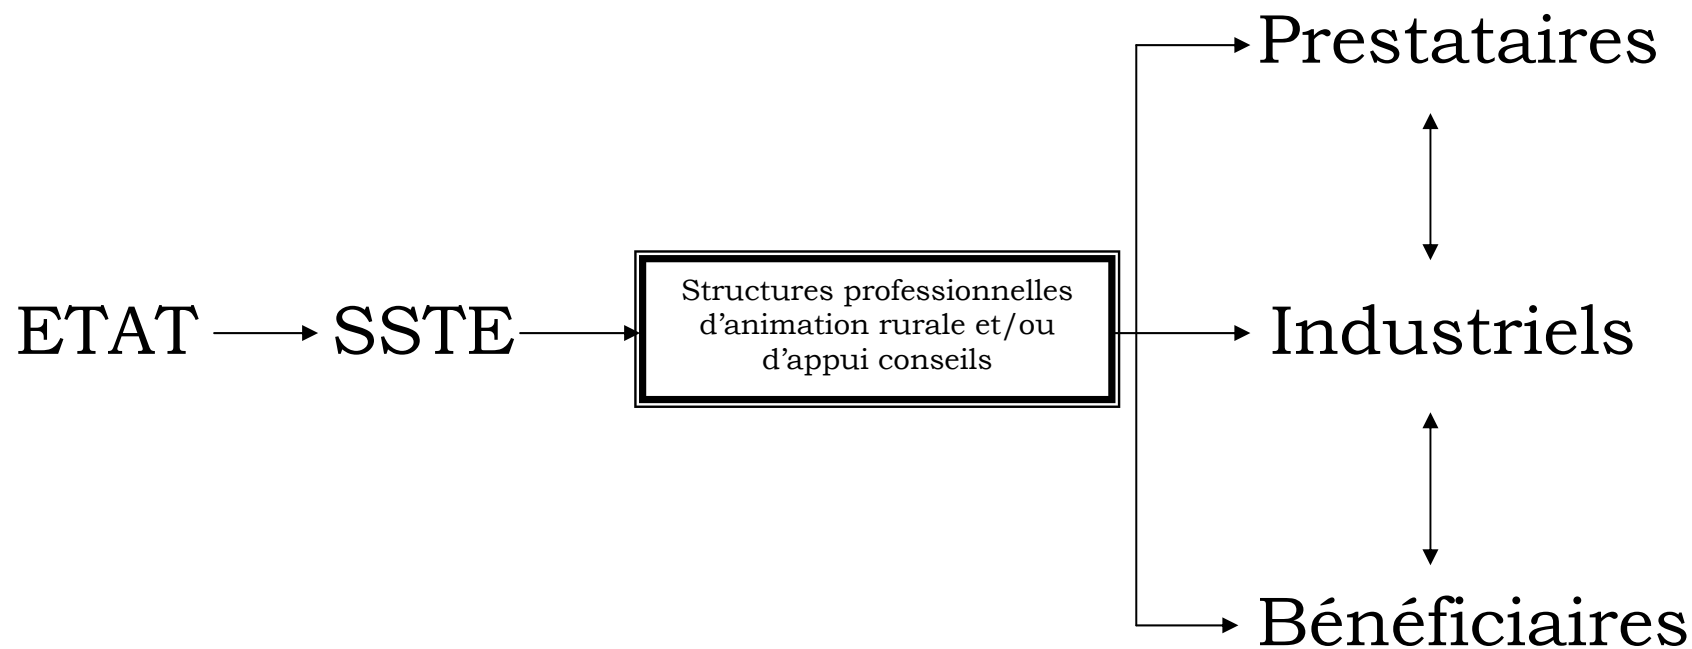 Prestataires
ETAT
SSTE
Structures professionnelles
d’animation rurale et/ou
d’appui conseils
Industriels
Bénéficiaires